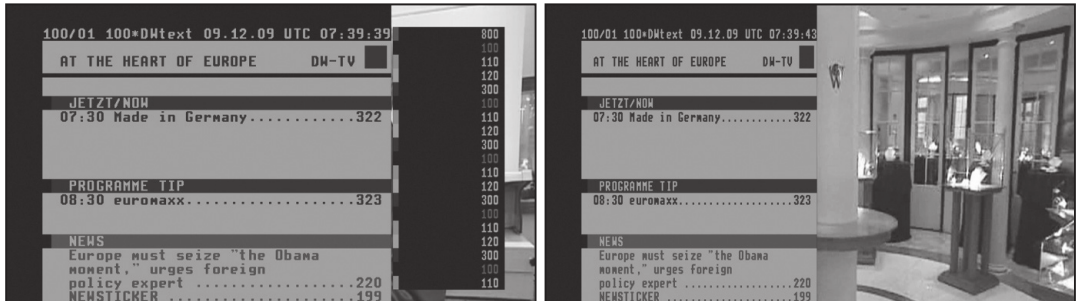 100/01 100*DWtext 09.12.09 UTC 07:39:39
AT THE HEART OF EUROPE DW-TV
JETZT/NOW
07:30 Made in Germany............322
PROGRAMME TIP
08:30 euromaxx..................323
NEWS
Europe must seize "the Obama
moment," urges foreign
policy expert ..................220
NEWSTICKER .....................199
800
100
110
120
300
100
110
120
300
100
110
120
300
100
110
120
300
100
110
100/01 100*DWtext 09.12.09 UTC 07:39:43
AT THE HEART OF EUROPE DW-TV
JETZT/NOW
07:30 Made in Germany............322
PROGRAMME TIP
08:30 euromaxx..................323
NEWS
Europe must seize "the Obama
moment," urges foreign
policy expert ..................220
NEWSTICKER .....................199